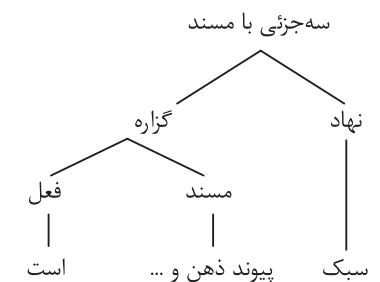 سه‌جزئی با مسند
نهاد گزاره
مسند فعل
سبک پیوند ذهن و ... است